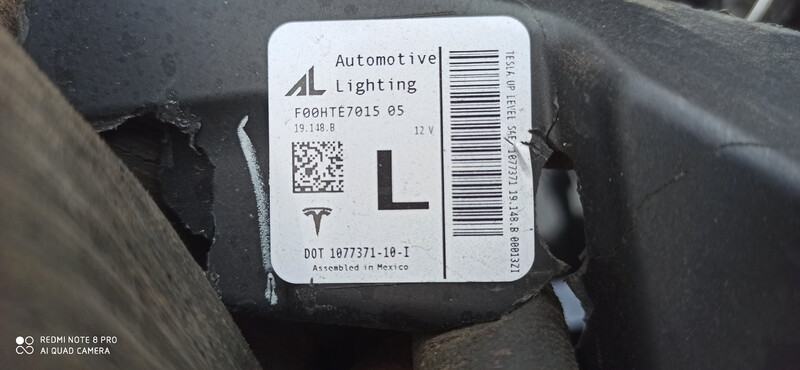 AL
Automotive
Lighting
F00HTE7015 05
19.148.B
12 V
L
DOT 1077371-10-I
Assembled in Mexico
TESLA UP LEVEL SAE/1077371 19.148.B 0001321
REDMI NOTE 8 PRO
AI QUAD CAMERA